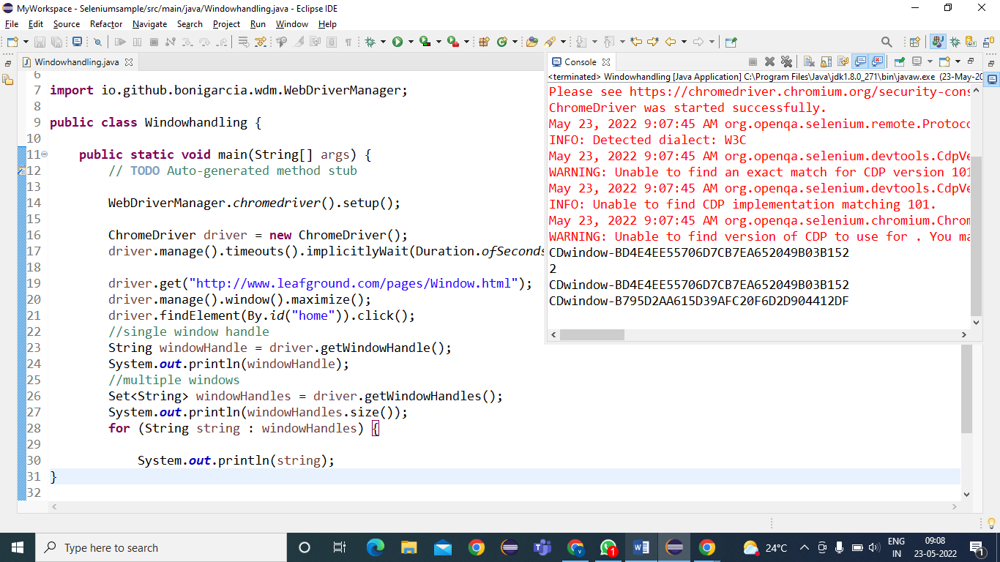 MyWorkspace - Seleniumsample/src/main/java/Windowhandling.java - Eclipse IDE
File Edit Source Refactor Navigate Search Project Run Window Help
Windowhandling.java
6
7 import io.github.bonigarcia.wdm.WebDriverManager;
8
9 public class Windowhandling {
10
11 public static void main(String[] args) {
12 // TODO Auto-generated method stub
13
14 WebDriverManager.chromedriver().setup();
15
16 ChromeDriver driver = new ChromeDriver();
17 driver.manage().timeouts().implicitlyWait(Duration.ofSeconds
18
19 driver.get("http://www.leafground.com/pages/Window.html");
20 driver.manage().window().maximize();
21 driver.findElement(By.id("home")).click();
22 //single window handle
23 String windowHandle = driver.getWindowHandle();
24 System.out.println(windowHandle);
25 //multiple windows
26 Set<String> windowHandles = driver.getWindowHandles();
27 System.out.println(windowHandles.size());
28 for (String string : windowHandles) {
29
30 System.out.println(string);
31 }
32
Console
<terminated> Windowhandling [Java Application] C:\Program Files\Java\jdk1.8.0_271\bin\javaw.exe (23-May-20
Please see https://chromedriver.chromium.org/security-cons
ChromeDriver was started successfully.
May 23, 2022 9:07:45 AM org.openqa.selenium.remote.Protoco
INFO: Detected dialect: W3C
May 23, 2022 9:07:45 AM org.openqa.selenium.devtools.CdpVe
WARNING: Unable to find an exact match for CDP version 101
May 23, 2022 9:07:45 AM org.openqa.selenium.devtools.CdpVe
INFO: Unable to find CDP implementation matching 101.
May 23, 2022 9:07:45 AM org.openqa.selenium.chromium.Chrom
WARNING: Unable to find version of CDP to use for . You ma
CDwindow-BD4E4EE55706D7CB7EA652049B03B152
2
CDwindow-BD4E4EE55706D7CB7EA652049B03B152
CDwindow-B795D2AA615D39AFC20F6D2D904412DF
Type here to search
1
24°C
ENG
IN
09:08
23-05-2022
1